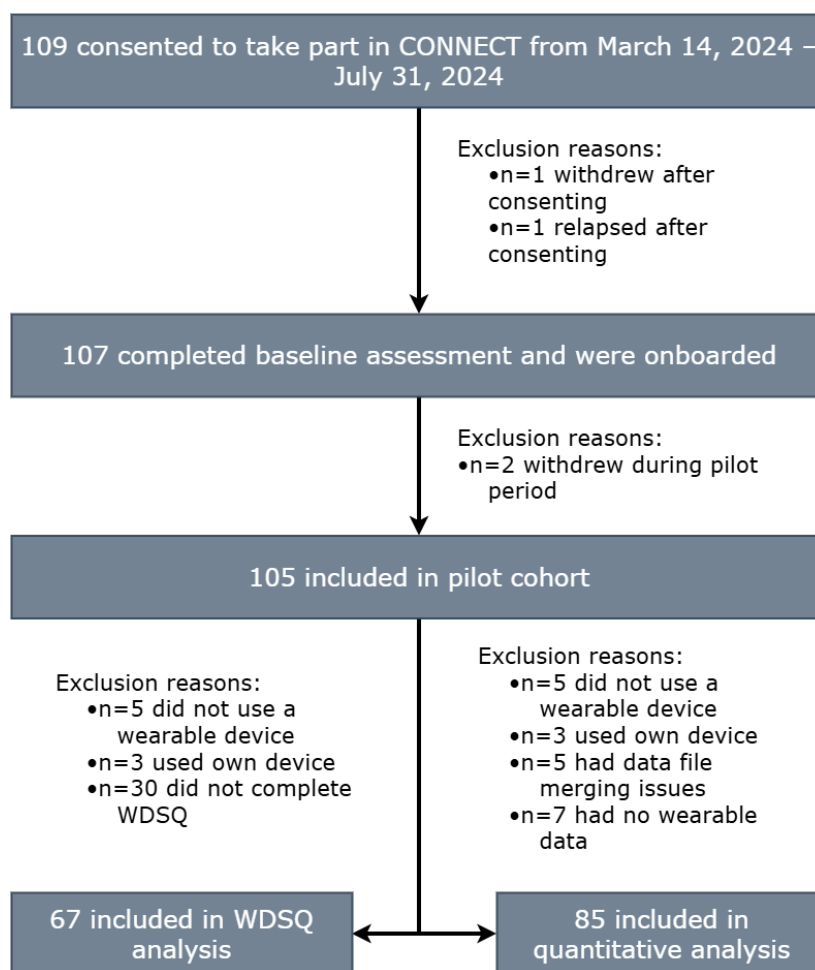 109 consented to take part in CONNECT from March 14, 2024 –
July 31, 2024
Exclusion reasons:
•n=1 withdrew after
consenting
•n=1 relapsed after
consenting
107 completed baseline assessment and were onboarded
Exclusion reasons:
•n=2 withdrew during pilot
period
105 included in pilot cohort
Exclusion reasons:
•n=5 did not use a
wearable device
•n=3 used own device
•n=30 did not complete
WDSQ
Exclusion reasons:
•n=5 did not use a
wearable device
•n=3 used own device
•n=5 had data file
merging issues
•n=7 had no wearable
data
67 included in WDSQ
analysis
85 included in
quantitative analysis